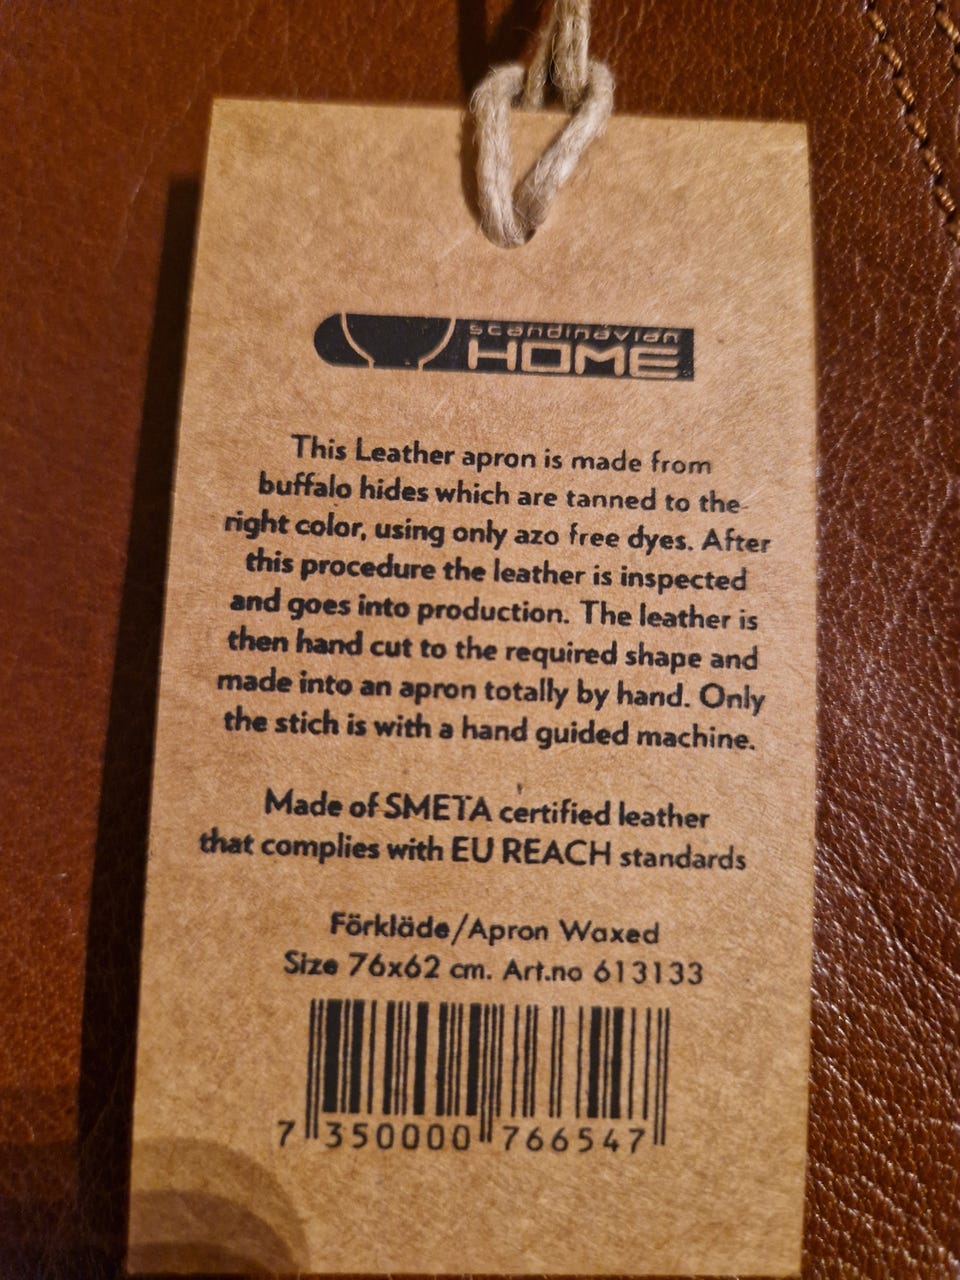 scandinavian
HOME
This Leather apron is made from
buffalo hides which are tanned to the
right color, using only azo free dyes. After
this procedure the leather is inspected
and goes into production. The leather is
then hand cut to the required shape and
made into an apron totally by hand. Only
the stich is with a hand guided machine.
Made of SMETA certified leather
that complies with EU REACH standards
Förkläde/Apron Waxed
Size 76x62 cm. Art.no 613133
7 350000 766547